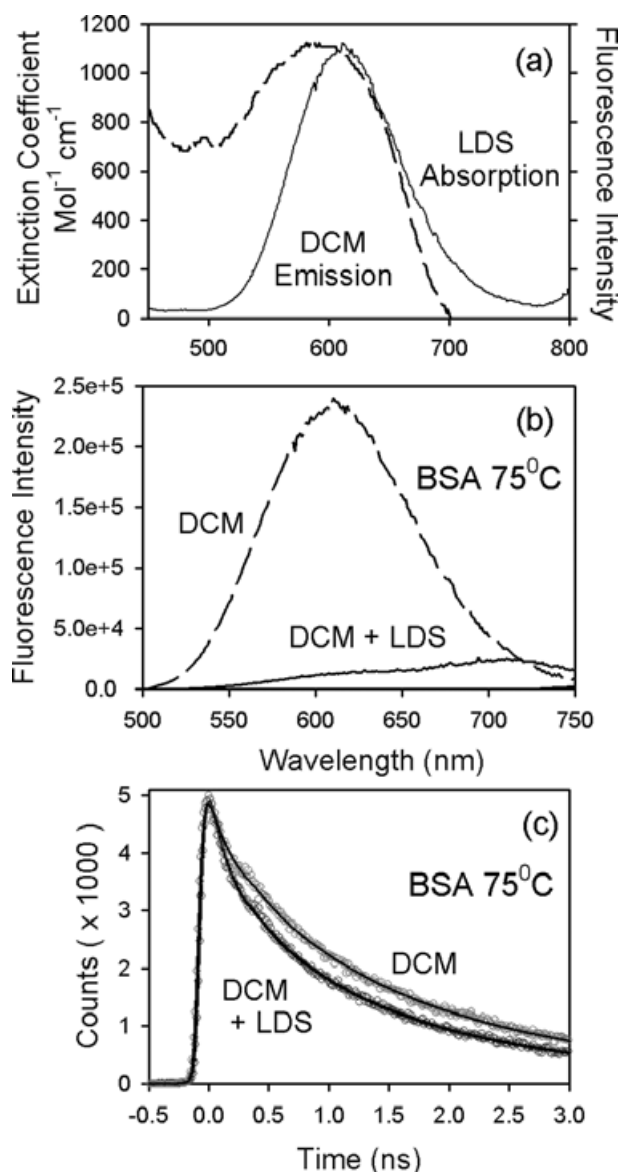 (a)
Extinction Coefficient
Mol⁻¹ cm⁻¹
1200
1000
800
600
400
200
0
LDS
Absorption
DCM
Emission
Fluorescence Intensity
500 600 700 800
(b)
Fluorescence Intensity
2.5e+5
2.0e+5
1.5e+5
1.0e+5
5.0e+4
0.0
BSA 75⁰C
DCM
DCM + LDS
500 550 600 650 700 750
Wavelength (nm)
(c)
Counts ( x 1000 )
5
4
3
2
1
0
BSA 75⁰C
DCM
DCM
+ LDS
-0.5 0.0 0.5 1.0 1.5 2.0 2.5 3.0
Time (ns)